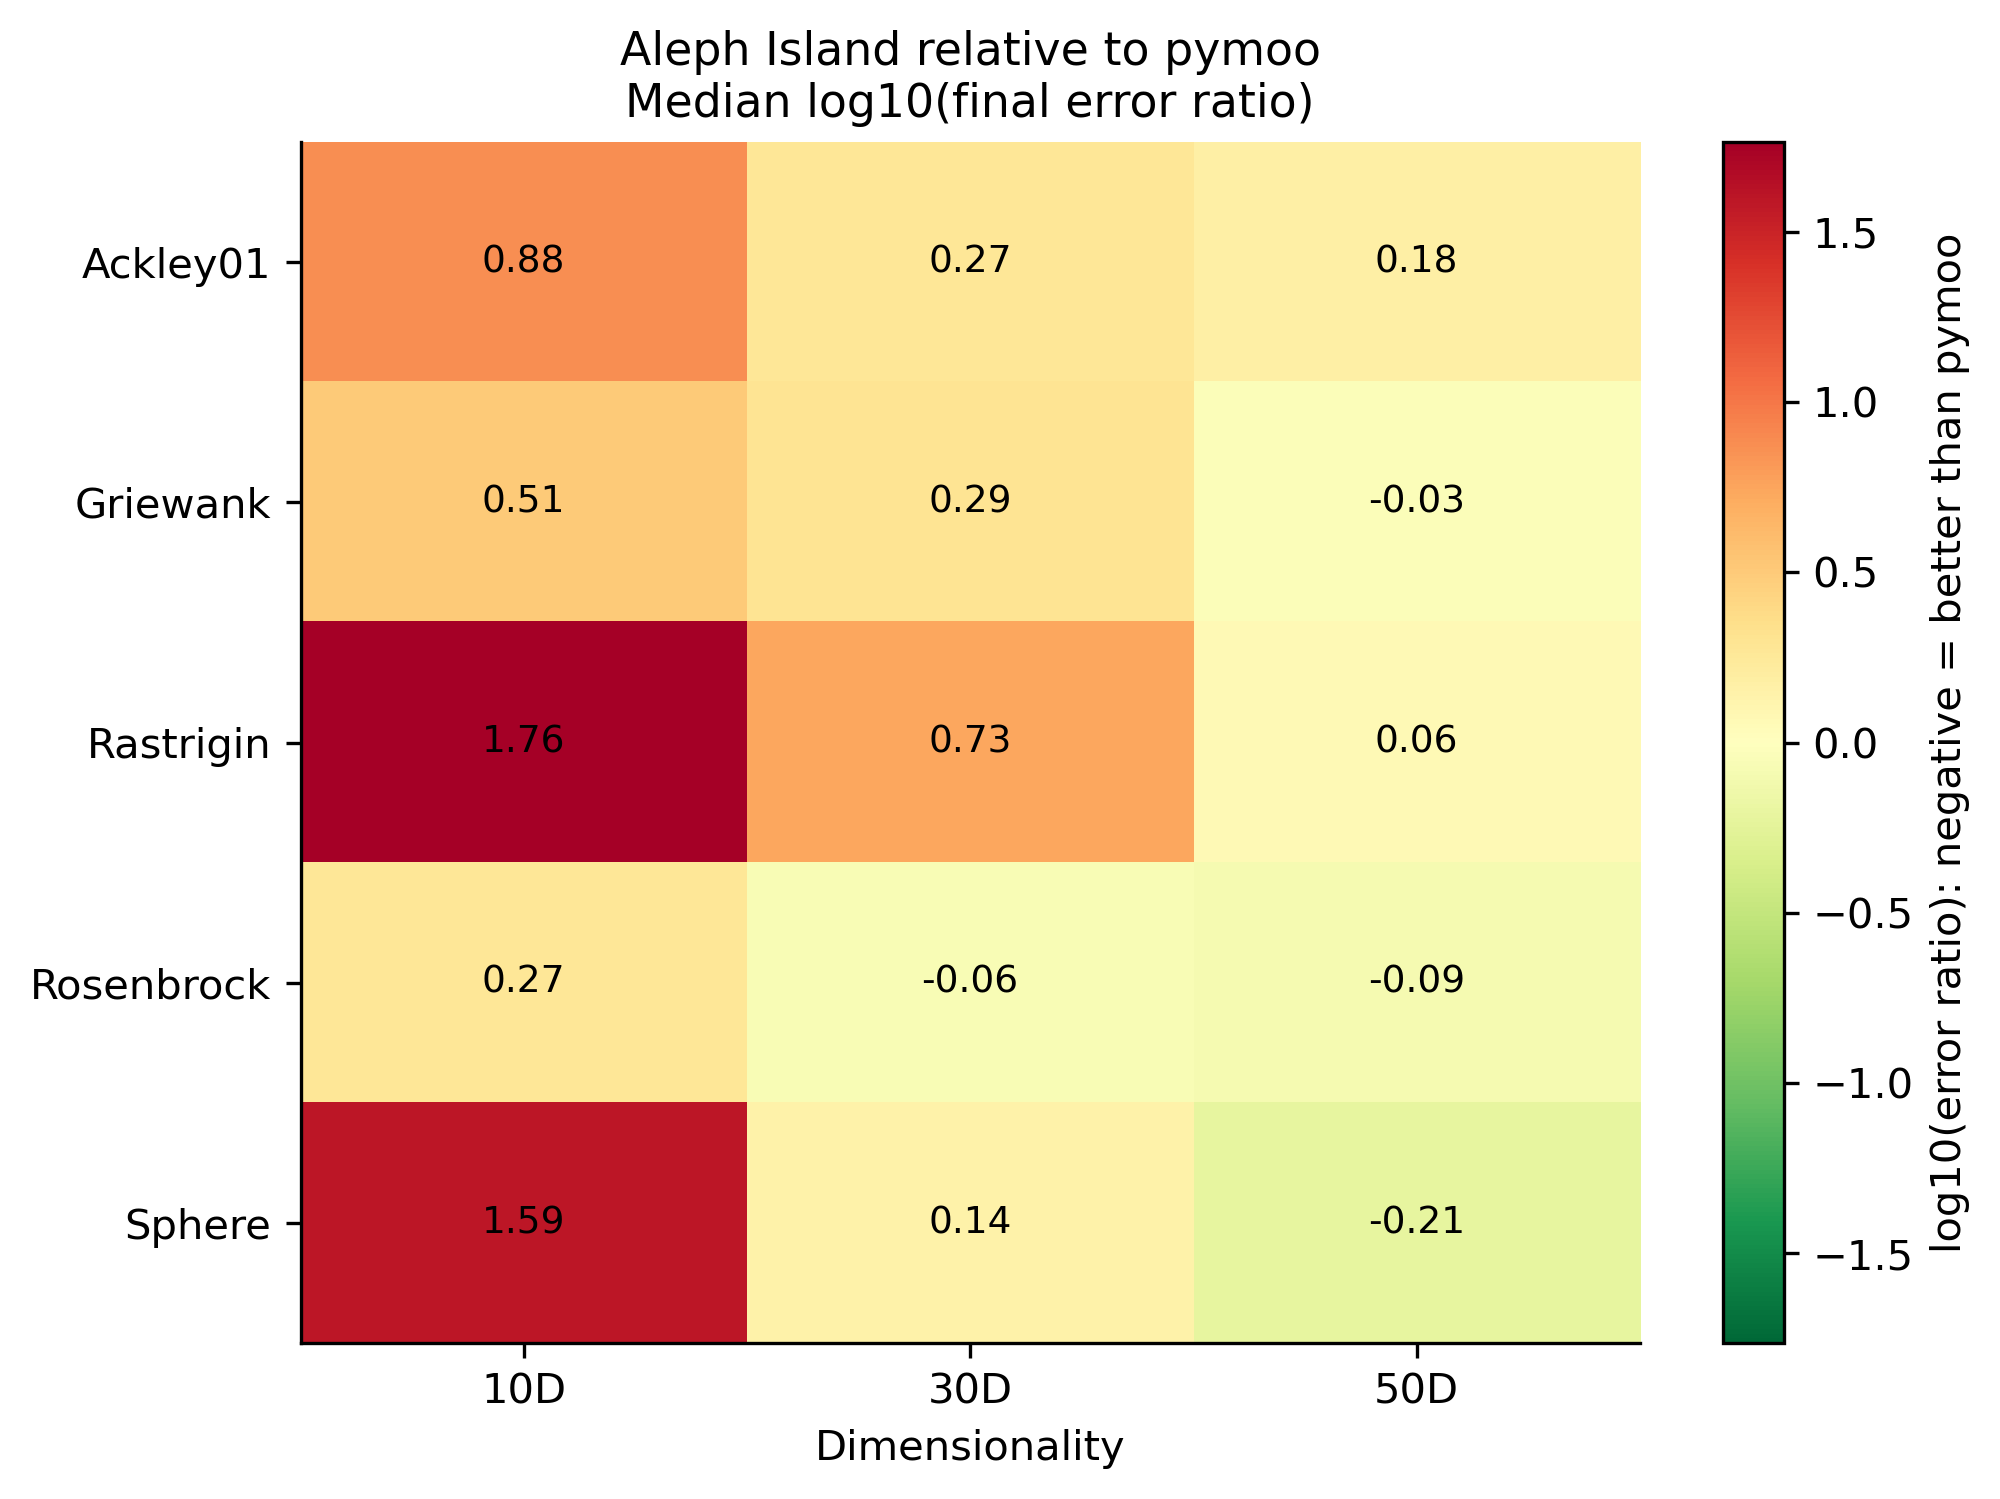 Aleph Island relative to pymoo
Median log10(final error ratio)
Ackley01
0.88
0.27
0.18
Griewank
0.51
0.29
-0.03
Rastrigin
1.76
0.73
0.06
Rosenbrock
0.27
-0.06
-0.09
Sphere
1.59
0.14
-0.21
10D
30D
50D
Dimensionality
1.5
1.0
0.5
0.0
−0.5
−1.0
−1.5
log10(error ratio): negative = better than pymoo